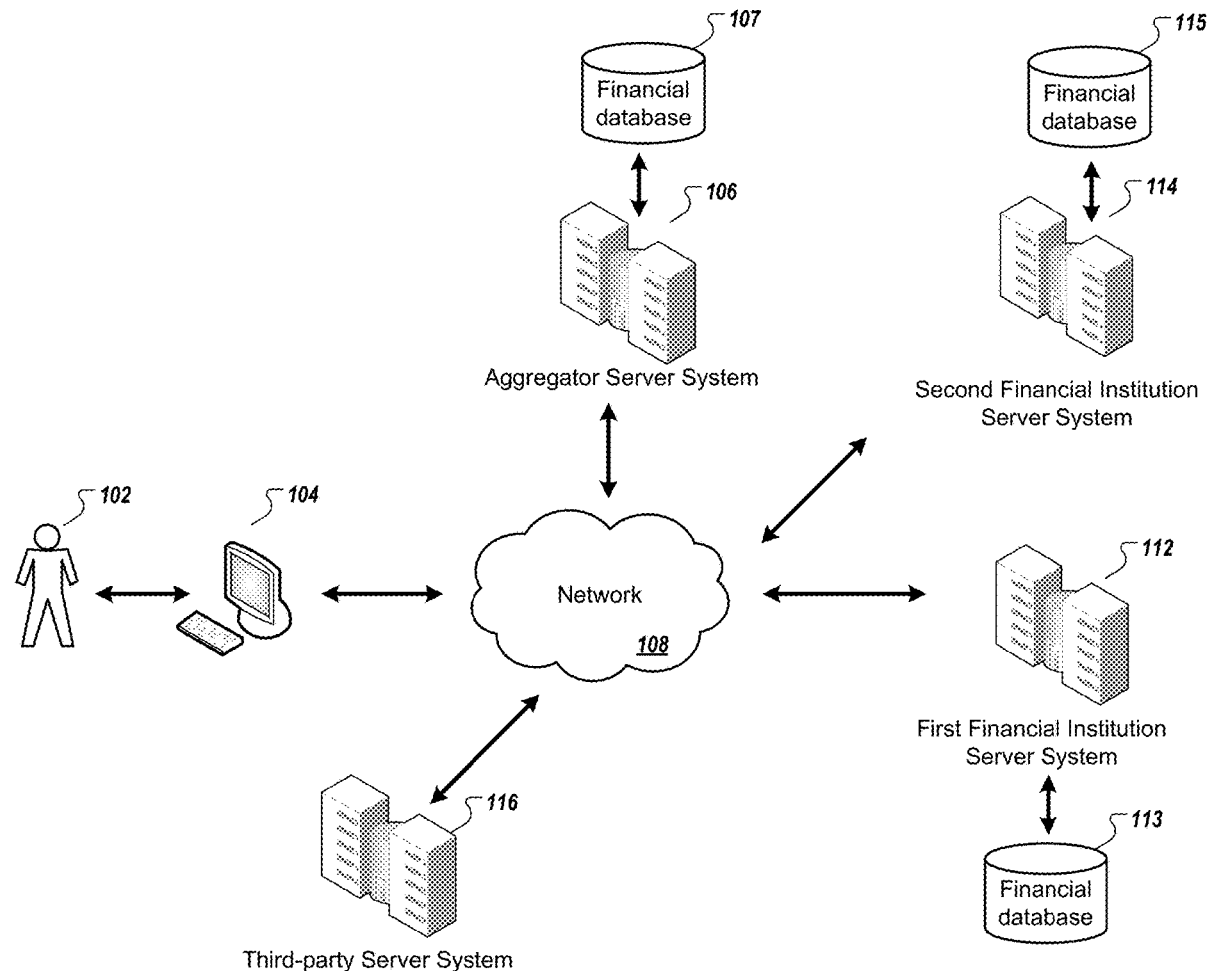 107
Financial
database
115
Financial
database
106
114
Aggregator Server System
Second Financial Institution
Server System
102
104
112
Network
108
First Financial Institution
Server System
116
113
Financial
database
Third-party Server System